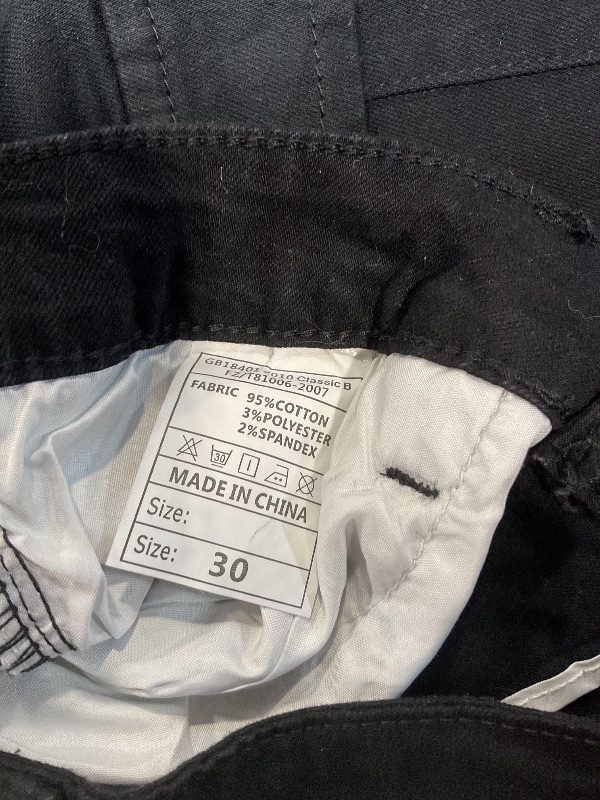 GB18401-2010 Classic B
FZ/T81006-2007
FABRIC 95%COTTON
3%POLYESTER
2%SPANDEX
30
MADE IN CHINA
Size:
Size: 30